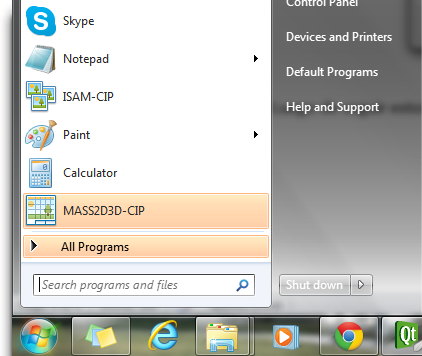 Skype
Notepad
ISAM-CIP
Paint
Calculator
MASS2D3D-CIP
All Programs
Search programs and files
Control Panel
Devices and Printers
Default Programs
Help and Support
Shut down
Qt